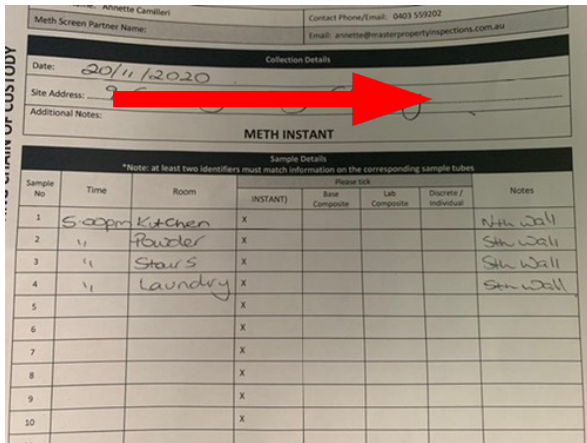 Name: Annette Camilleri
Contact Phone/Email: 0403 559202
Meth Screen Partner Name:
Email: annette@masterpropertyinspections.com.au
CHAIN OF CUSTODY
Collection Details
Date: 20/11/2020
Site Address: 9
Additional Notes:
METH INSTANT
Sample Details
*Note: at least two identifiers must match information on the corresponding sample tubes
Please tick
Sample No Time Room INSTANT) Base Composite Lab Composite Discrete / Individual Notes
1 5.00pm Kitchen X Nth Wall
2 " Powder X Sth Wall
3 " Stairs X Sth Wall
4 " Laundry X Sth Wall
5 X
6 X
7 X
8 X
9 X
10 X